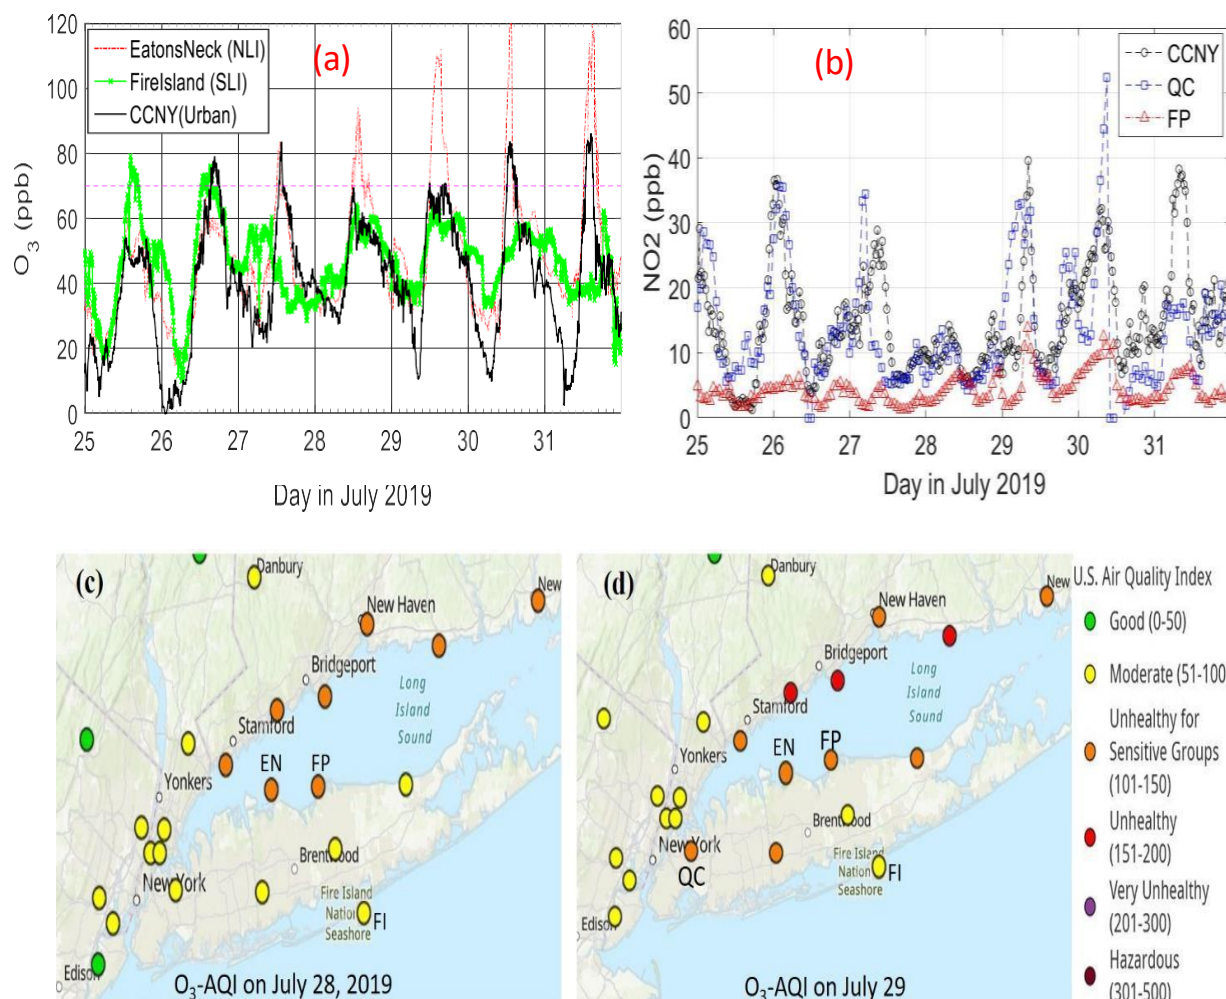 120
100
80
60
40
20
0
O3 (ppb)
EatonsNeck (NLI)
FireIsland (SLI)
CCNY(Urban)
(a)
25 26 27 28 29 30 31
Day in July 2019
60
50
40
30
20
10
0
NO2 (ppb)
(b)
CCNY
QC
FP
25 26 27 28 29 30 31
Day in July 2019
(c)
Danbury
New
New Haven
Bridgeport
Long
Island
Sound
Stamford
EN FP
Yonkers
New York
Brentwood
Fire Island
Nation
Seashore
FI
Edison
O3-AQI on July 28, 2019
(d)
Danbury
New
New Haven
Bridgeport
Long
Island
Sound
Stamford
EN FP
Yonkers
New York
QC
Brentwood
Fire Island
Nation
Seashore
FI
Edison
O3-AQI on July 29
U.S. Air Quality Index
Good (0-50)
Moderate (51-100
Unhealthy for
Sensitive Groups
(101-150)
Unhealthy
(151-200)
Very Unhealthy
(201-300)
Hazardous
(301-500)